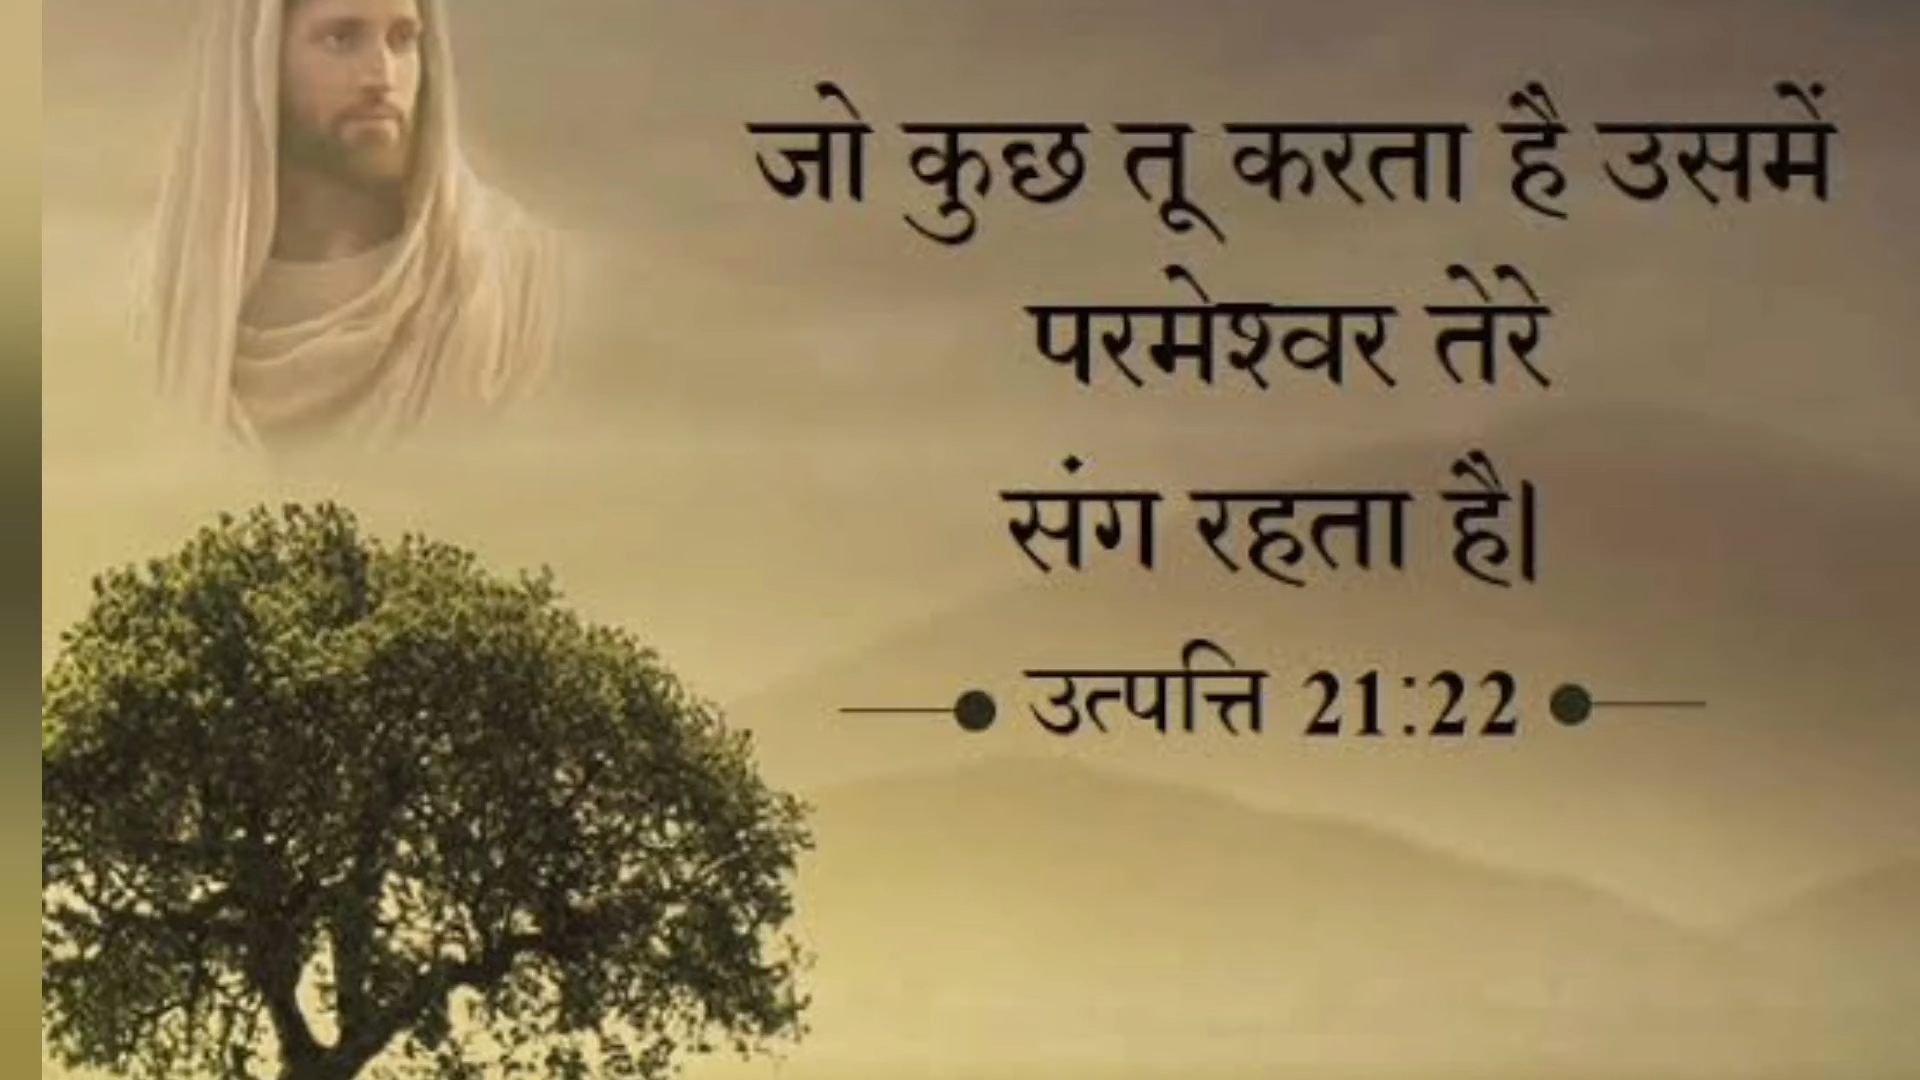 जो कुछ तू करता है उसमें
परमेश्वर तेरे
संग रहता है।
उत्पत्ति 21:22